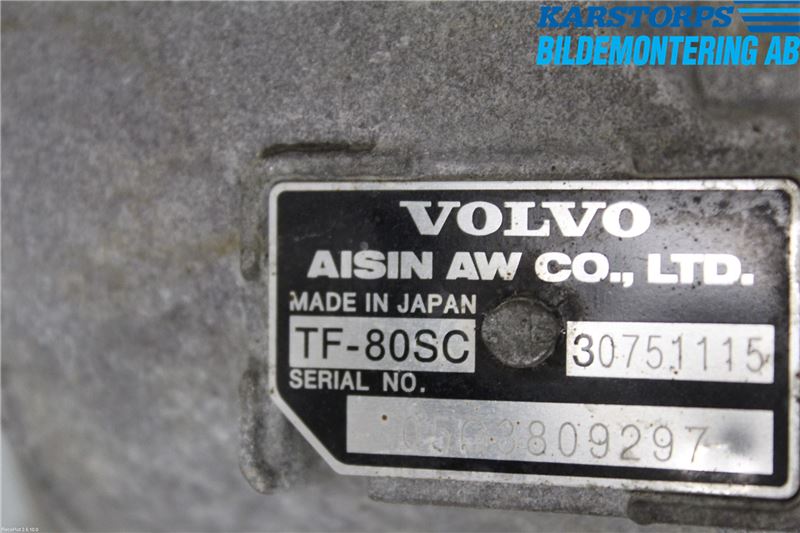 KARSTORPS
BILDEMONTERING AB
VOLVO
AISIN AW CO., LTD.
MADE IN JAPAN
TF-80SC 30751115
SERIAL NO.